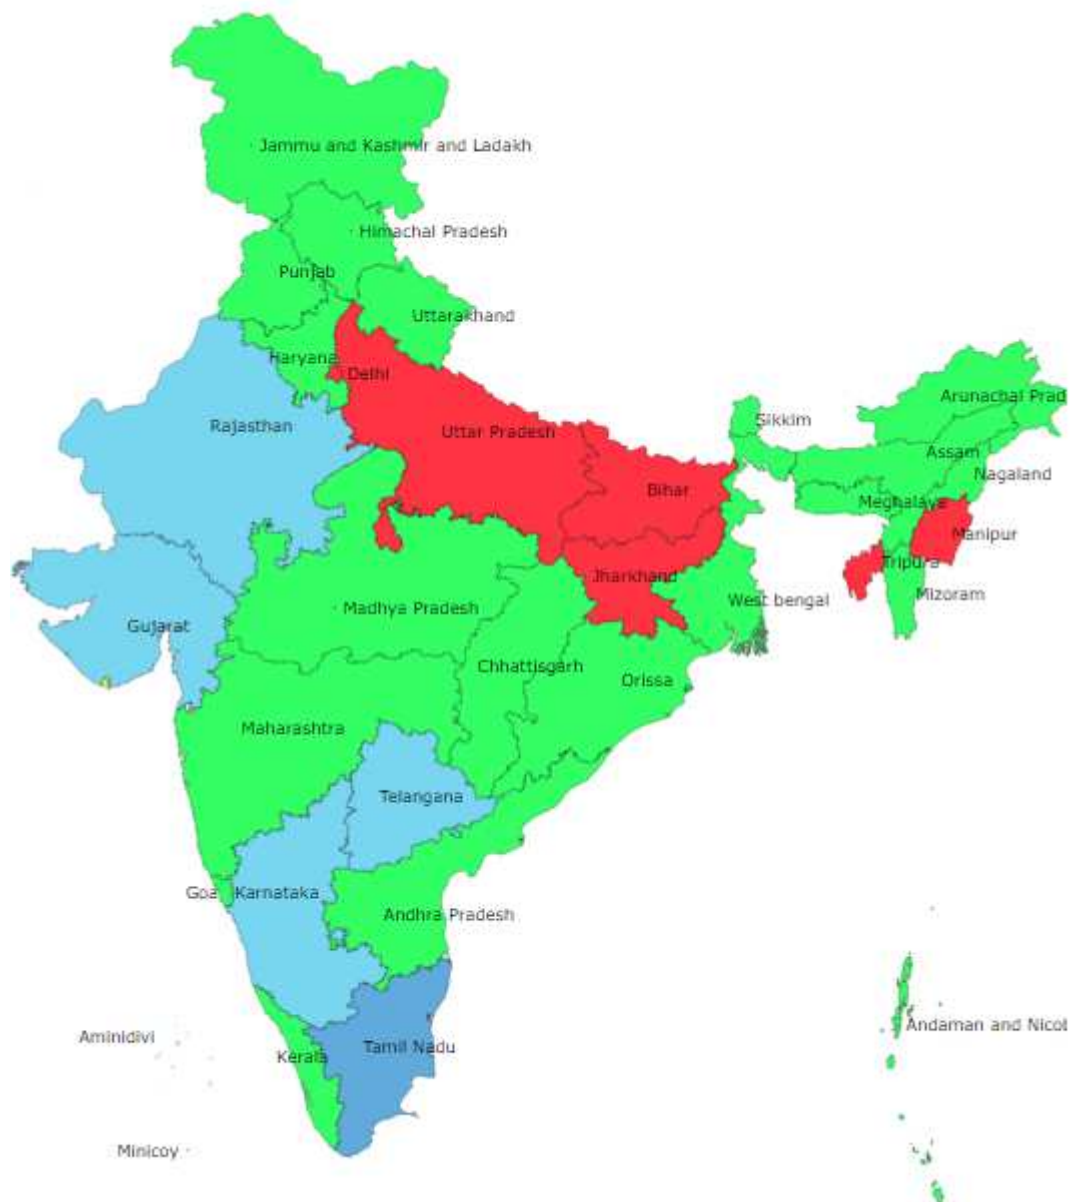 Jammu and Kashmir and Ladakh
Himachal Pradesh
Punjab
Uttarakhand
Haryana
Delhi
Arunachal Prad
Sikkim
Rajasthan
Uttar Pradesh
Assam
Nagaland
Bihar
Meghalaya
Manipur
Tripura
Jharkhand
Mizoram
West bengal
Madhya Pradesh
Gujarat
Chhattisgarh
Orissa
Maharashtra
Telangana
Goa
Karnataka
Andhra Pradesh
Andaman and Nicol
Aminidivi
Tamil Nadu
Kerala
Minicoy